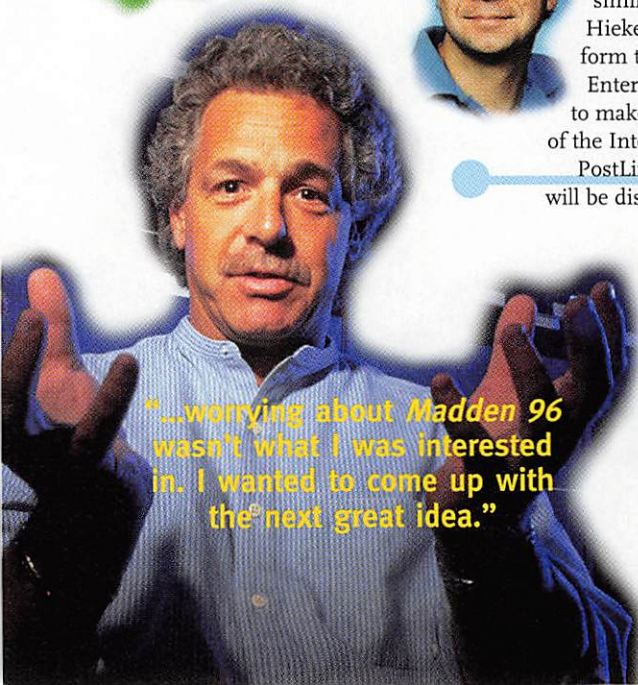 simil
Hieke
form t
Enter
to mak
of the Int
PostLi
will be dis
"...worrying about Madden 96
wasn't what I was interested
in. I wanted to come up with
the next great idea."